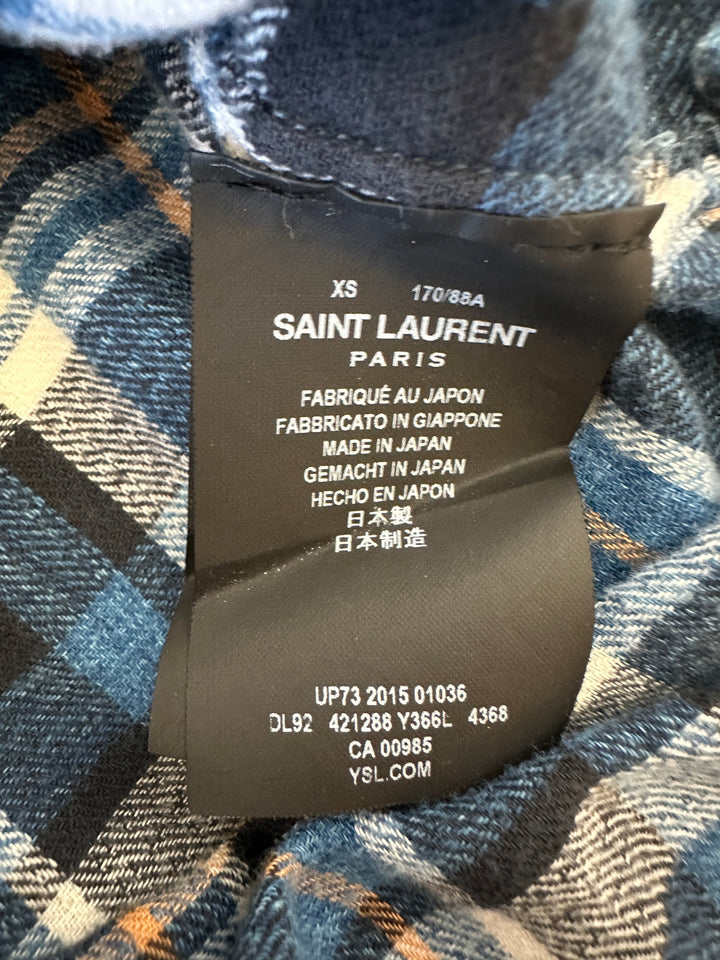 XS 170/88A
SAINT LAURENT
PARIS
FABRIQUÉ AU JAPON
FABBRICATO IN GIAPPONE
MADE IN JAPAN
GEMACHT IN JAPAN
HECHO EN JAPON
日本製
日本制造
UP73 2015 01036
DL92 421288 Y366L 4368
CA 00985
YSL.COM